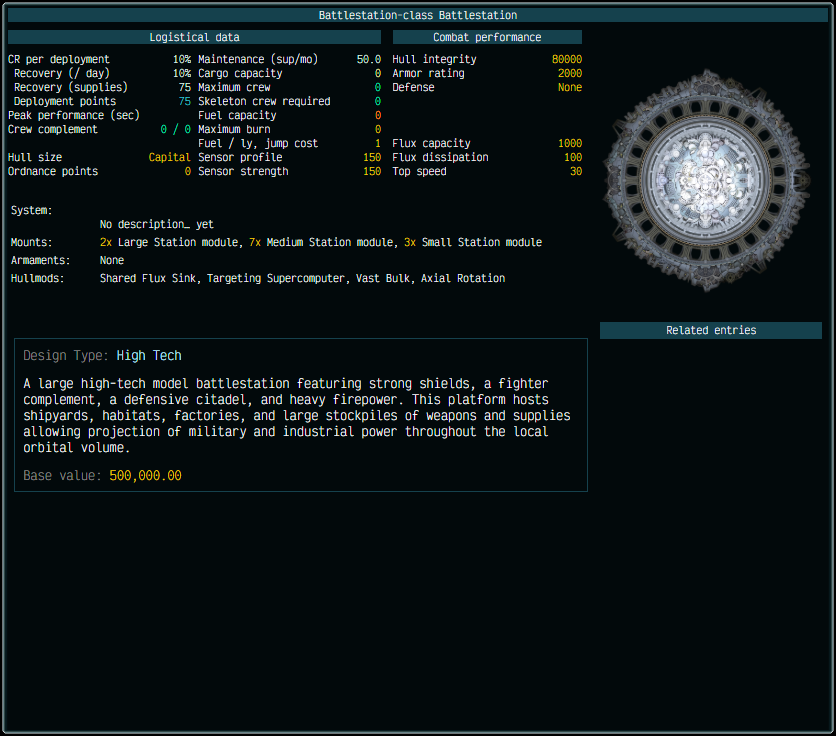 Battlestation-class Battlestation
Logistical data
Combat performance
CR per deployment 10% Maintenance (sup/mo) 50.0 Hull integrity 80000
Recovery (/ day) 10% Cargo capacity 0 Armor rating 2000
Recovery (supplies) 75 Maximum crew 0 Defense None
Deployment points 75 Skeleton crew required 0
Peak performance (sec) Fuel capacity 0
Crew complement 0 / 0 Maximum burn 0
Fuel / ly, jump cost 1 Flux capacity 1000
Hull size Capital Sensor profile 150 Flux dissipation 100
Ordnance points 0 Sensor strength 150 Top speed 30
System:
No description… yet
Mounts: 2x Large Station module, 7x Medium Station module, 3x Small Station module
Armaments: None
Hullmods: Shared Flux Sink, Targeting Supercomputer, Vast Bulk, Axial Rotation
Related entries
Design Type: High Tech
A large high-tech model battlestation featuring strong shields, a fighter
complement, a defensive citadel, and heavy firepower. This platform hosts
shipyards, habitats, factories, and large stockpiles of weapons and supplies
allowing projection of military and industrial power throughout the local
orbital volume.
Base value: 500,000.00